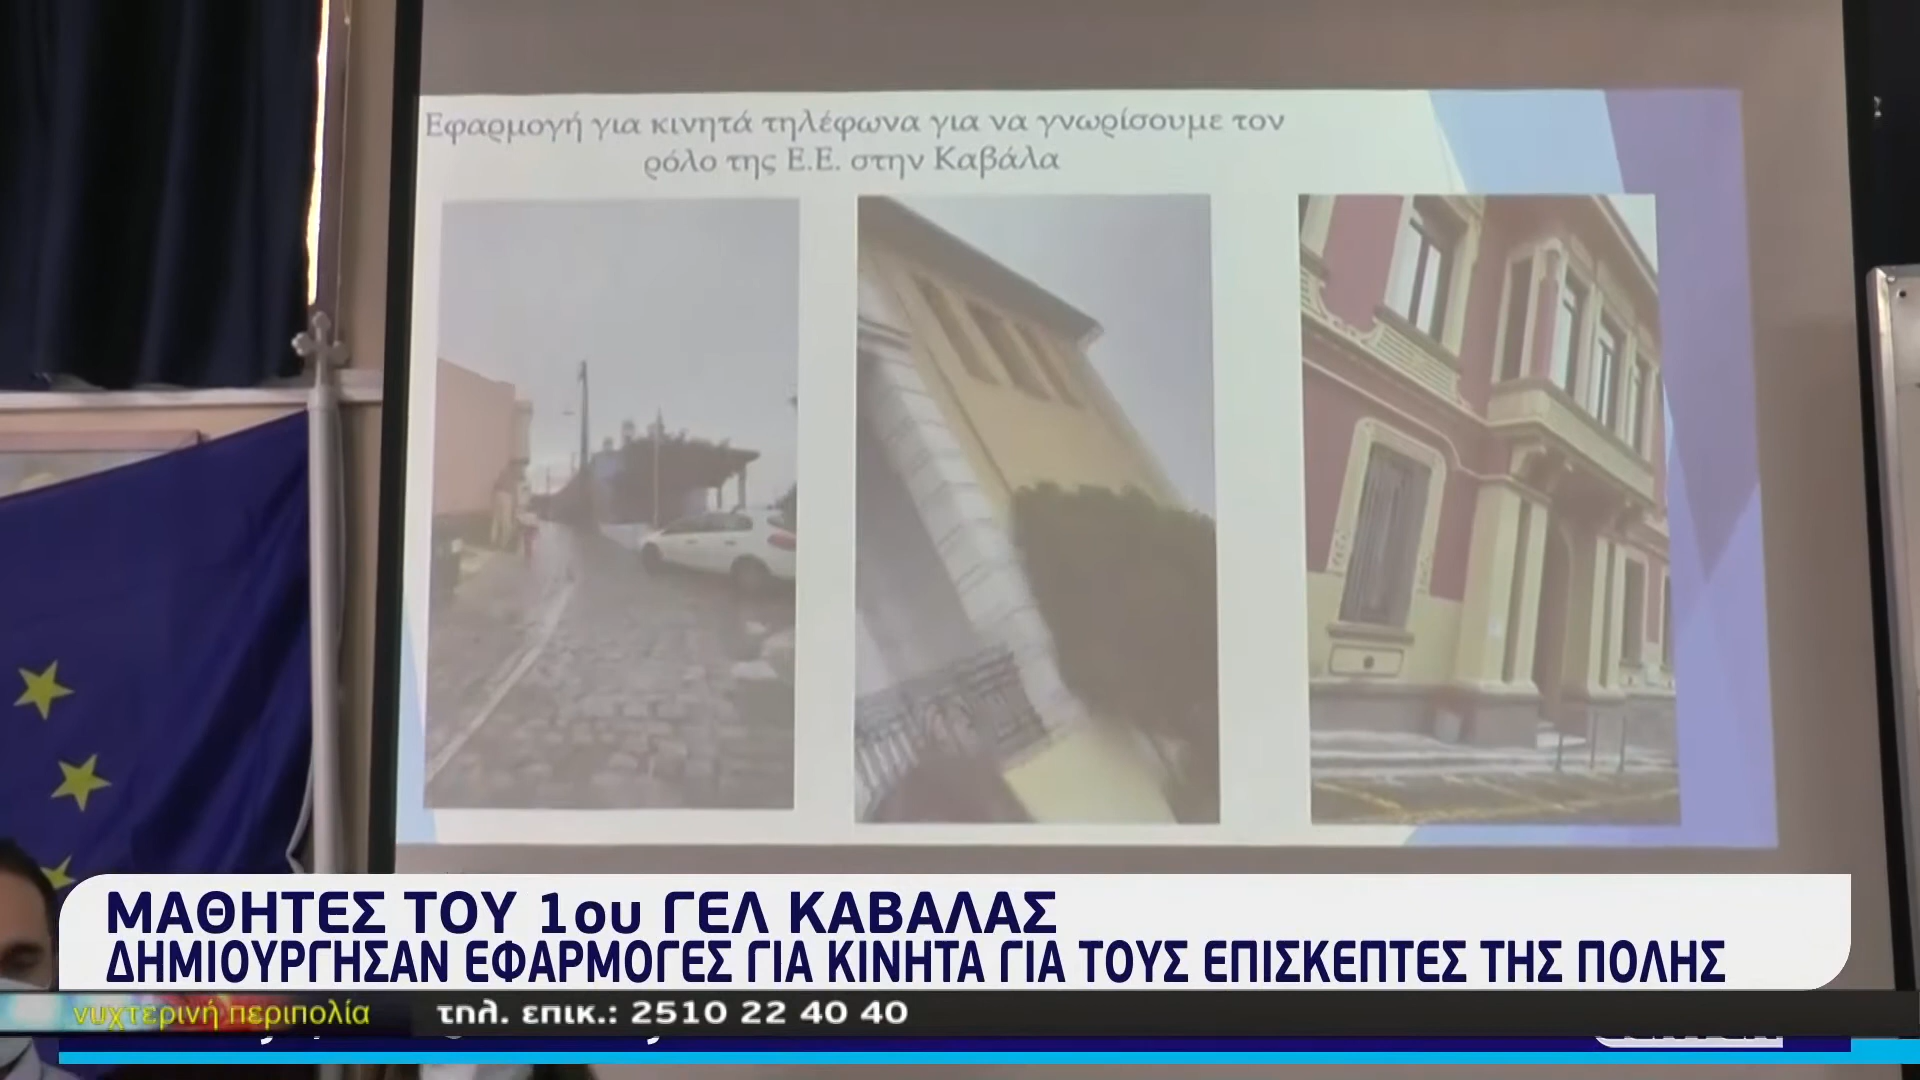 Εφαρμογή για κινητά τηλέφωνα για να γνωρίσουμε τον
ρόλο της Ε.Ε. στην Καβάλα
ΜΑΘΗΤΕΣ ΤΟΥ 1ου ΓΕΛ ΚΑΒΑΛΑΣ
ΔΗΜΙΟΥΡΓΗΣΑΝ ΕΦΑΡΜΟΓΕΣ ΓΙΑ ΚΙΝΗΤΑ ΓΙΑ ΤΟΥΣ ΕΠΙΣΚΕΠΤΕΣ ΤΗΣ ΠΟΛΗΣ
νυχτερινή περιπολία τηλ. επικ.: 2510 22 40 40